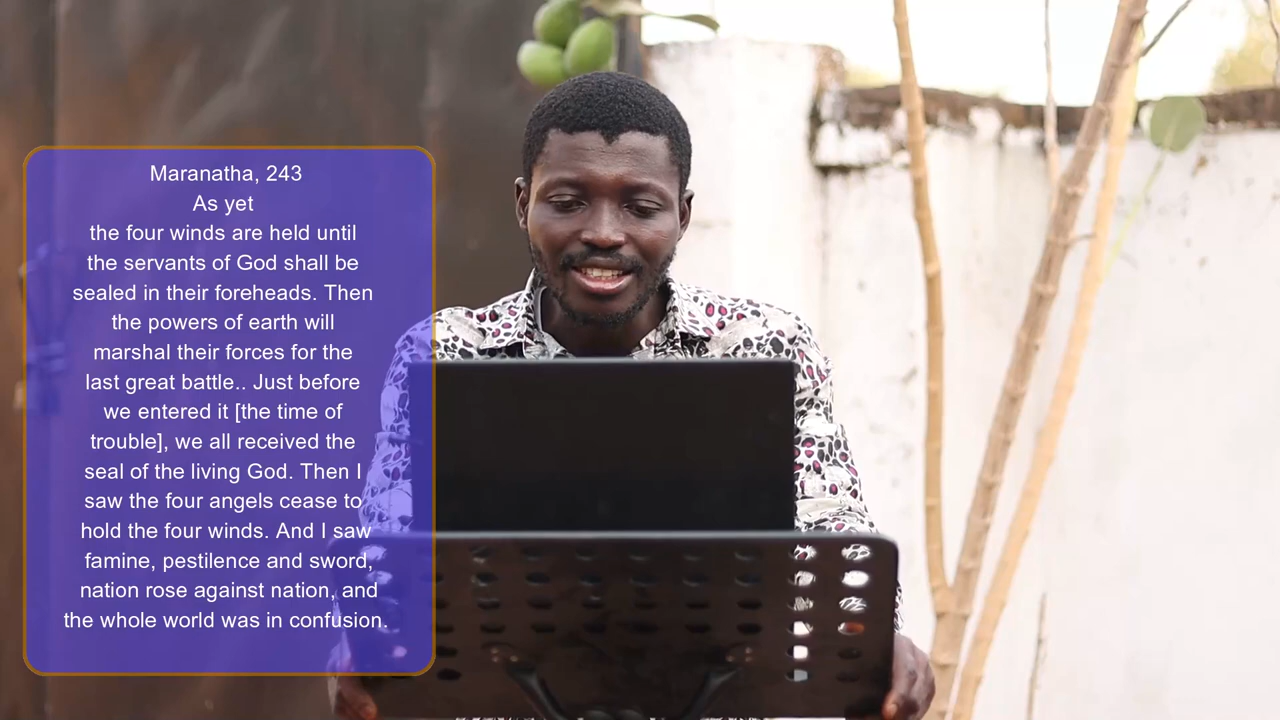 Maranatha, 243
As yet
the four winds are held until
the servants of God shall be
sealed in their foreheads. Then
the powers of earth will
marshal their forces for the
last great battle.. Just before
we entered it [the time of
trouble], we all received the
seal of the living God. Then I
saw the four angels cease to
hold the four winds. And I saw
famine, pestilence and sword,
nation rose against nation, and
the whole world was in confusion.